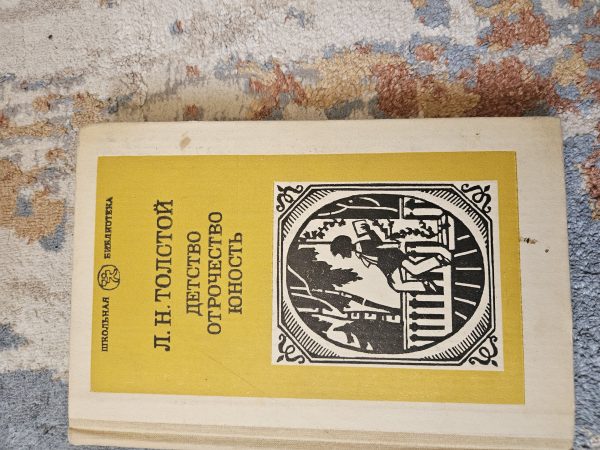 ШКОЛЬНАЯ БИБЛИОТЕКА
Л. Н. ТОЛСТОЙ
ДЕТСТВО
ОТРОЧЕСТВО
ЮНОСТЬ